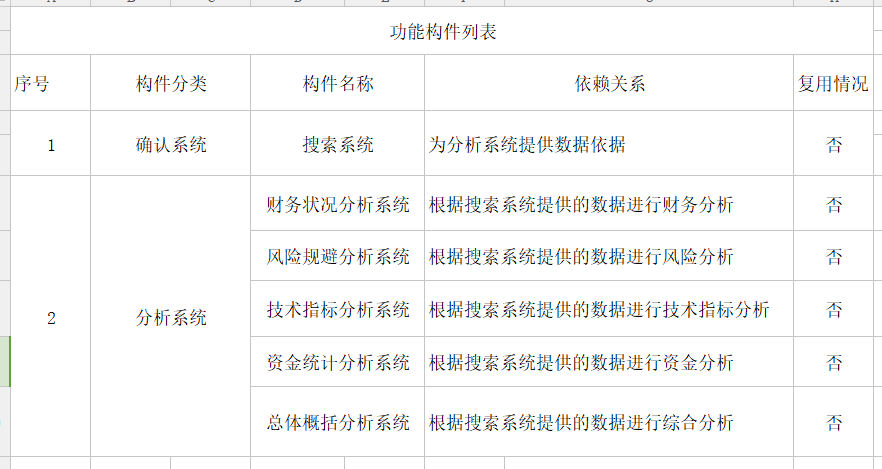 功能构件列表
序号 构件分类 构件名称 依赖关系 复用情况
1 确认系统 搜索系统 为分析系统提供数据依据 否
财务状况分析系统 根据搜索系统提供的数据进行财务分析 否
风险规避分析系统 根据搜索系统提供的数据进行风险分析 否
2 分析系统 技术指标分析系统 根据搜索系统提供的数据进行技术指标分析 否
资金统计分析系统 根据搜索系统提供的数据进行资金分析 否
总体概括分析系统 根据搜索系统提供的数据进行综合分析 否